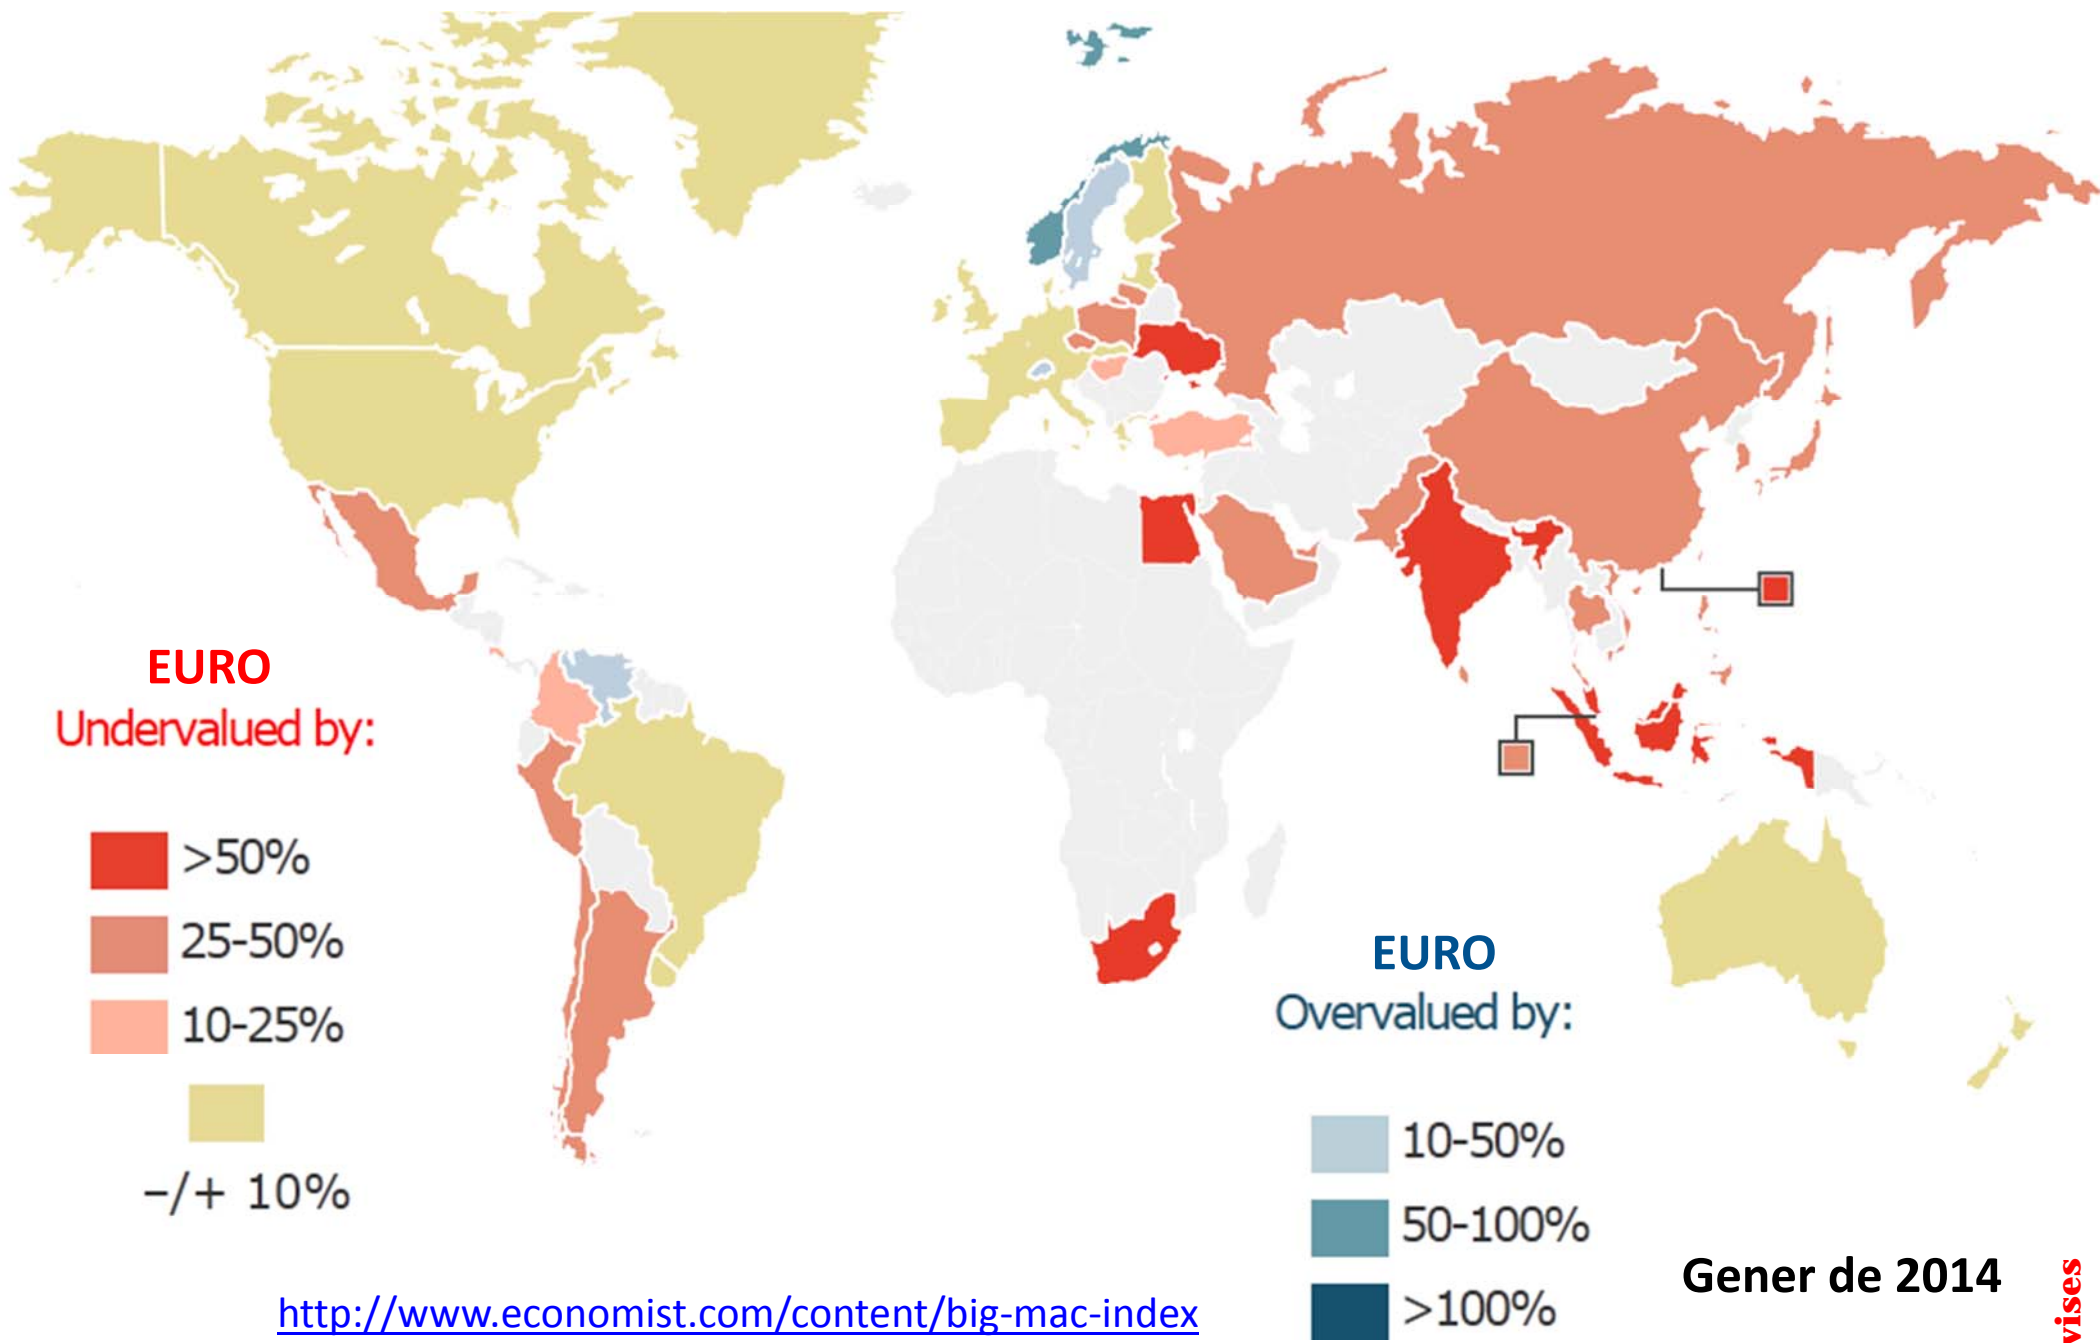 EURO
Undervalued by:
>50%
25-50%
10-25%
−/+ 10%
EURO
Overvalued by:
10-50%
50-100%
>100%
Gener de 2014
http://www.economist.com/content/big-mac-index